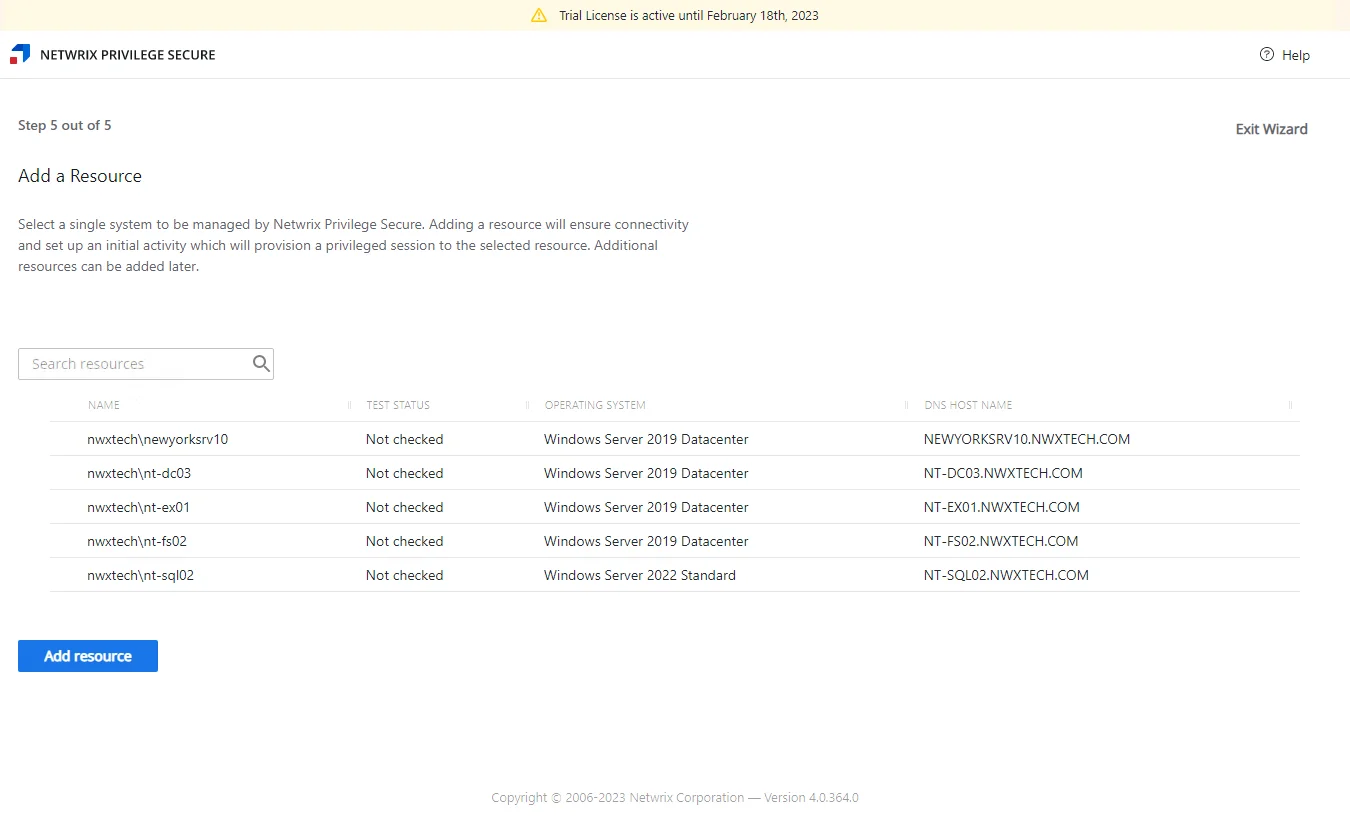 Trial License is active until February 18th, 2023
NETWRIX PRIVILEGE SECURE
Help
Step 5 out of 5
Exit Wizard
Add a Resource
Select a single system to be managed by Netwrix Privilege Secure. Adding a resource will ensure connectivity
and set up an initial activity which will provision a privileged session to the selected resource. Additional
resources can be added later.
Search resources
NAME TEST STATUS OPERATING SYSTEM DNS HOST NAME
nwxtech\newyorksrv10 Not checked Windows Server 2019 Datacenter NEWYORKSRV10.NWXTECH.COM
nwxtech\nt-dc03 Not checked Windows Server 2019 Datacenter NT-DC03.NWXTECH.COM
nwxtech\nt-ex01 Not checked Windows Server 2019 Datacenter NT-EX01.NWXTECH.COM
nwxtech\nt-fs02 Not checked Windows Server 2019 Datacenter NT-FS02.NWXTECH.COM
nwxtech\nt-sql02 Not checked Windows Server 2022 Standard NT-SQL02.NWXTECH.COM
Add resource
Copyright © 2006-2023 Netwrix Corporation — Version 4.0.364.0